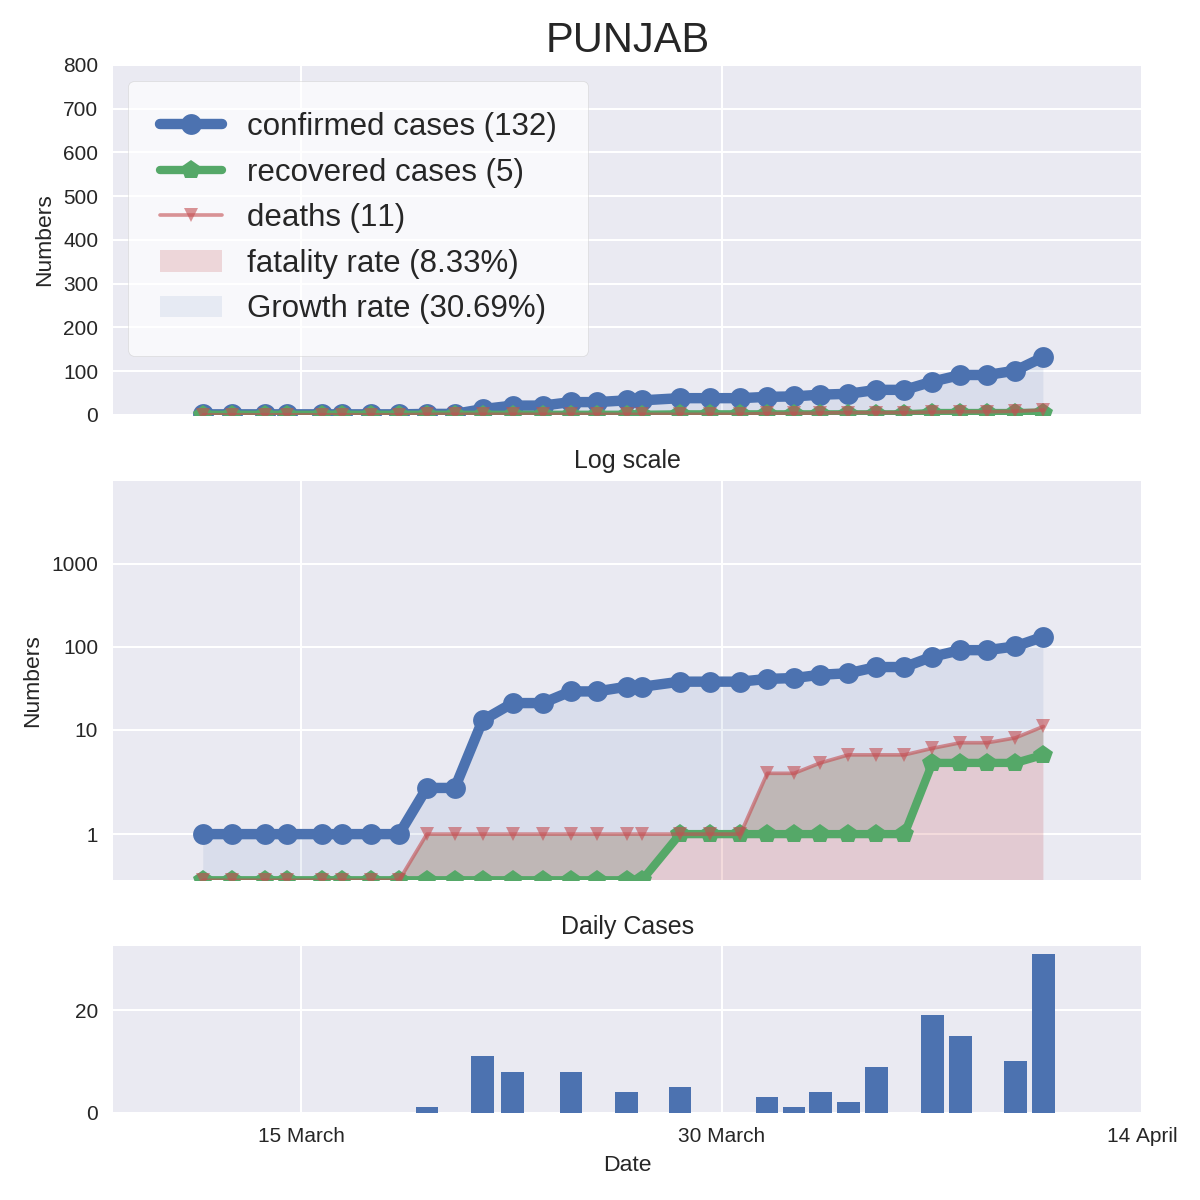 PUNJAB
800
700
600
500
400
300
200
100
0
Numbers
confirmed cases (132)
recovered cases (5)
deaths (11)
fatality rate (8.33%)
Growth rate (30.69%)
Log scale
1000
100
10
1
Numbers
Daily Cases
20
0
15 March
30 March
14 April
Date